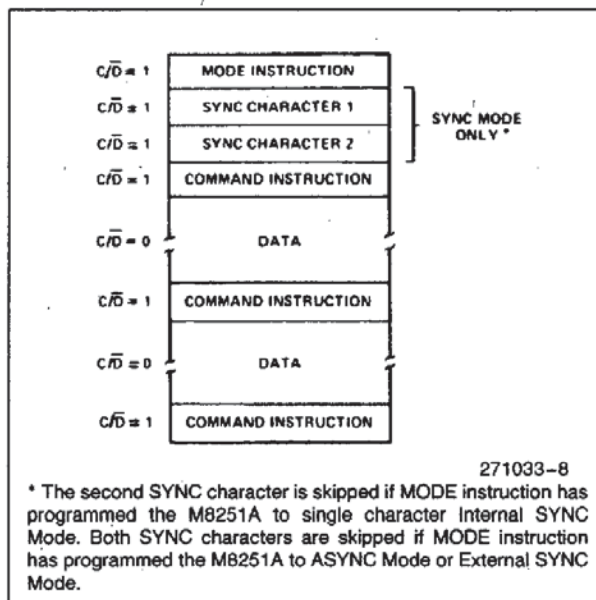 C/D̅ = 1 MODE INSTRUCTION
C/D̅ = 1 SYNC CHARACTER 1
C/D̅ = 1 SYNC CHARACTER 2
SYNC MODE
ONLY *
C/D̅ = 1 COMMAND INSTRUCTION
C/D̅ = 0 DATA
C/D̅ = 1 COMMAND INSTRUCTION
C/D̅ = 0 DATA
C/D̅ = 1 COMMAND INSTRUCTION
271033–8
* The second SYNC character is skipped if MODE instruction has
programmed the M8251A to single character Internal SYNC
Mode. Both SYNC characters are skipped if MODE instruction
has programmed the M8251A to ASYNC Mode or External SYNC
Mode.